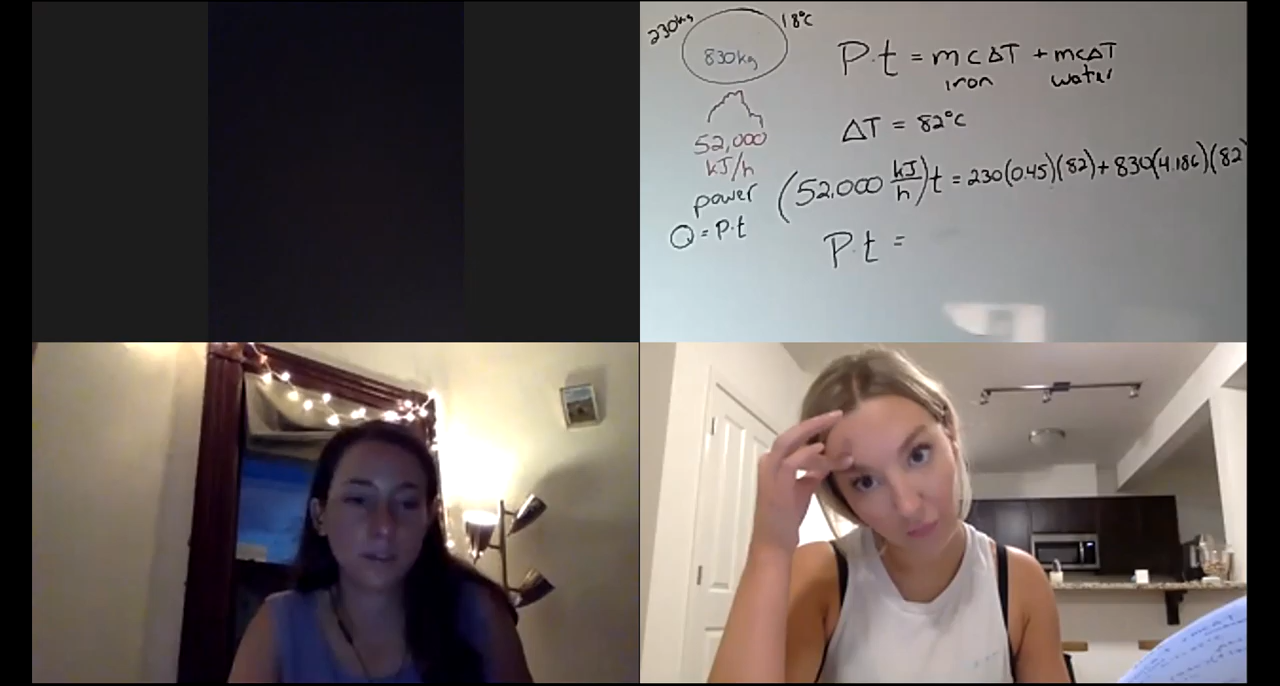 230kg 18°C
830kg
52,000
kJ/h
power
Q = P·t
P·t = mcΔT + mcΔT
iron water
ΔT = 82°C
(52,000 kJ/h)t = 230(0.45)(82) + 830(4.186)(82
P·t =